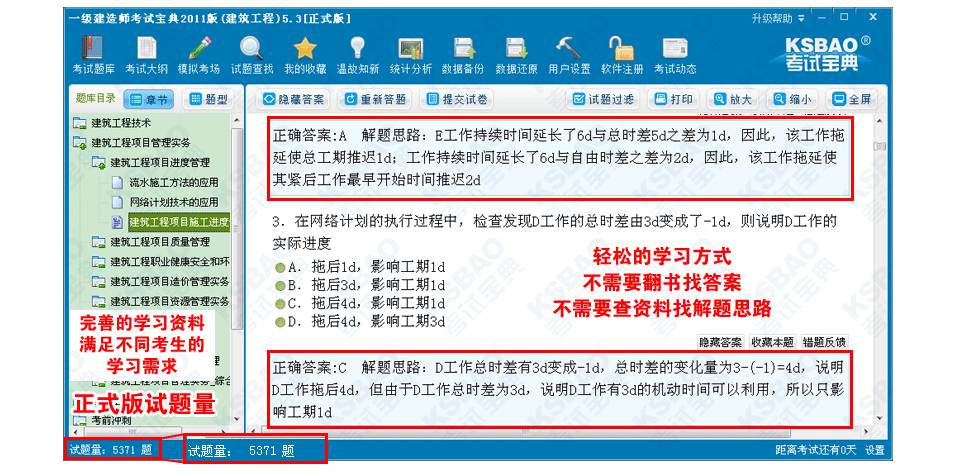 一级建造师考试宝典2011版(建筑工程)5.3[正式版]
升级帮助
考试题库 考试大纲 模拟考场 试题查找 我的收藏 温故知新 统计分析 数据备份 数据还原 用户设置 软件注册 考试动态
KSBAO®
考试宝典
题库目录 章节 题型
隐藏答案 重新答题 提交试卷 试题过滤 打印 放大 缩小 全屏
建筑工程技术
建筑工程项目管理实务
建筑工程项目进度管理
流水施工方法的应用
网络计划技术的应用
建筑工程项目施工进度
建筑工程项目质量管理
建筑工程职业健康安全和环
建筑工程项目造价管理实务
建筑工程项目资源管理实务
完善的学习资料
满足不同考生的
学习需求
正式版试题量
考前冲刺
正确答案:A 解题思路：E工作持续时间延长了6d与总时差5d之差为1d，因此，该工作拖
延使总工期推迟1d；工作持续时间延长了6d与自由时差之差为2d，因此，该工作拖延使
其紧后工作最早开始时间推迟2d
3．在网络计划的执行过程中，检查发现D工作的总时差由3d变成了-1d，则说明D工作的
实际进度
A．拖后1d，影响工期1d
B．拖后3d，影响工期1d
C．拖后4d，影响工期1d
D．拖后4d，影响工期3d
轻松的学习方式
不需要翻书找答案
不需要查资料找解题思路
隐藏答案 收藏本题 错题反馈
正确答案:C 解题思路：D工作总时差有3d变成-1d，总时差的变化量为3-(-1)=4d，说明
D工作拖后4d，但由于D工作总时差为3d，说明D工作有3d的机动时间可以利用，所以只影
响工期1d
试题量：5371 题
试题量： 5371 题
距离考试还有0天 设置